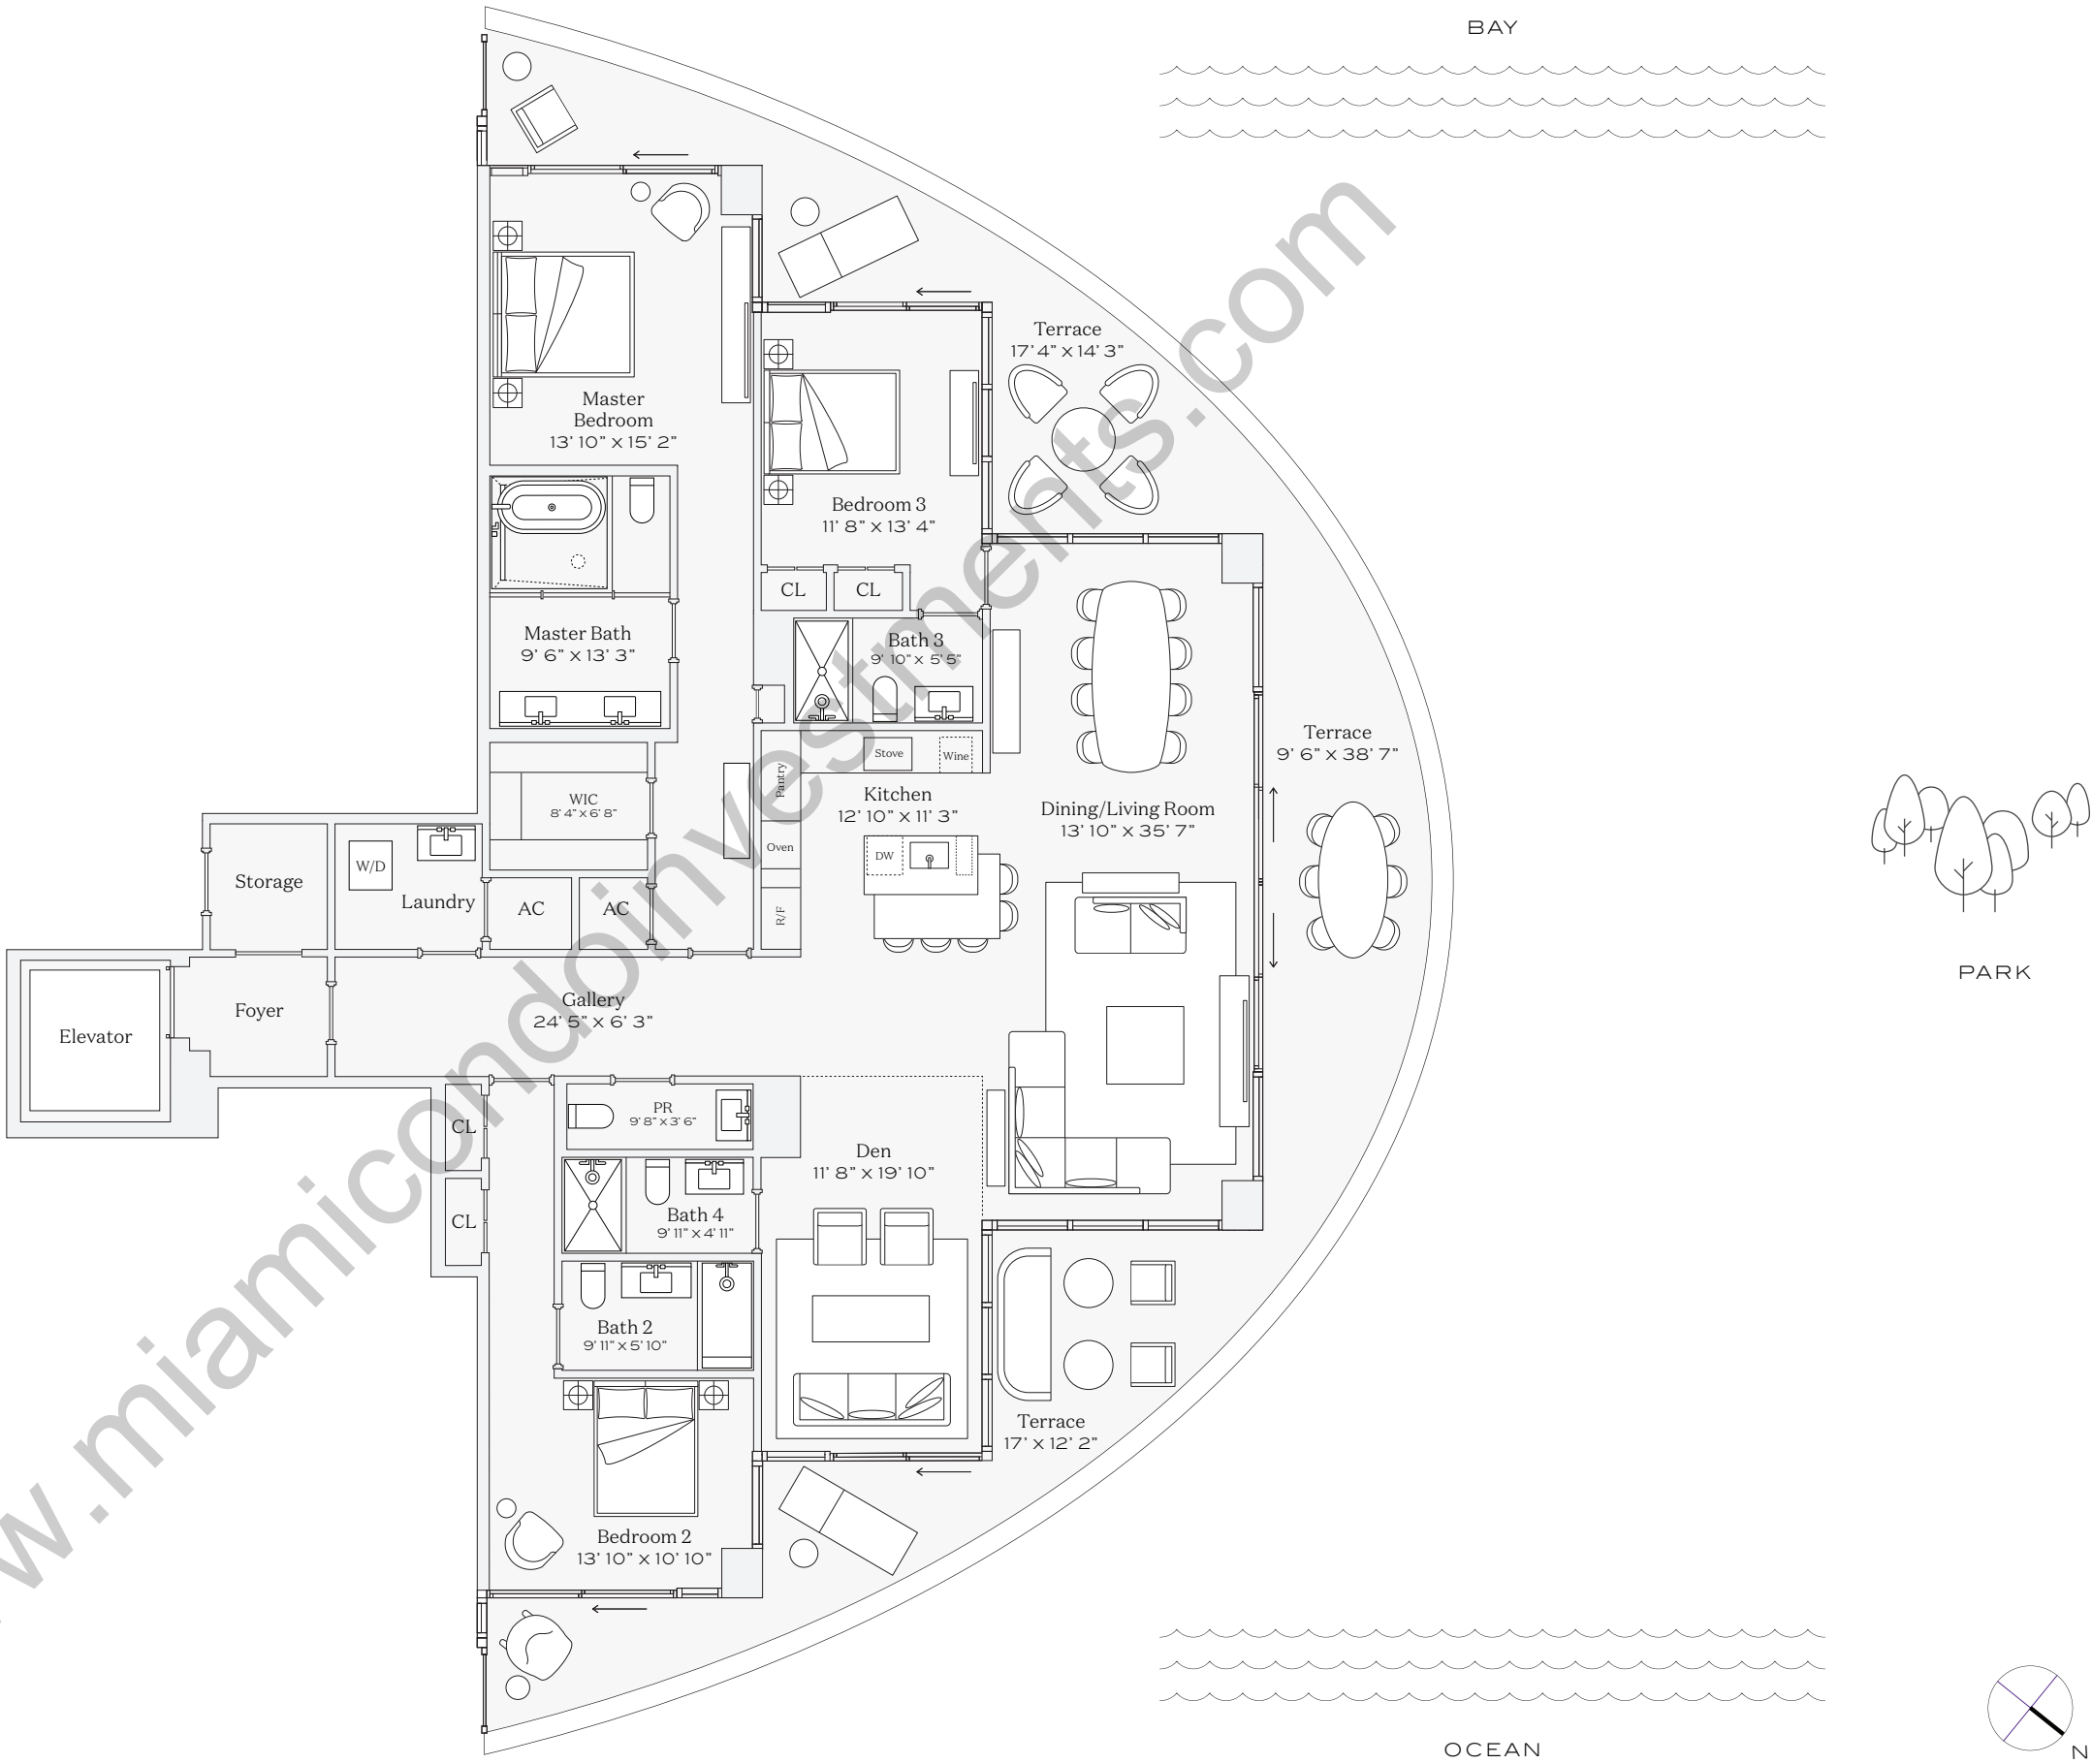 BAY
Terrace
17' 4" x 14' 3"
Master
Bedroom
13' 10" x 15' 2"
Bedroom 3
11' 8" x 13' 4"
CL
CL
Master Bath
9' 6" x 13' 3"
Bath 3
9' 10" x 5' 5"
Terrace
9' 6" x 38' 7"
Stove
Wine
Pantry
WIC
8' 4" x 6' 8"
Kitchen
12' 10" x 11' 3"
Dining/Living Room
13' 10" x 35' 7"
Oven
DW
W/D
Storage
Laundry
AC
AC
R/F
PARK
Gallery
24' 5" x 6' 3"
Foyer
Elevator
CL
PR
9' 8" x 3' 6"
Den
11' 8" x 19' 10"
CL
Bath 4
9' 11" x 4' 11"
Bath 2
9' 11" x 5' 10"
Terrace
17' x 12' 2"
Bedroom 2
13' 10" x 10' 10"
OCEAN
N
w.miamicondoinvestments.com